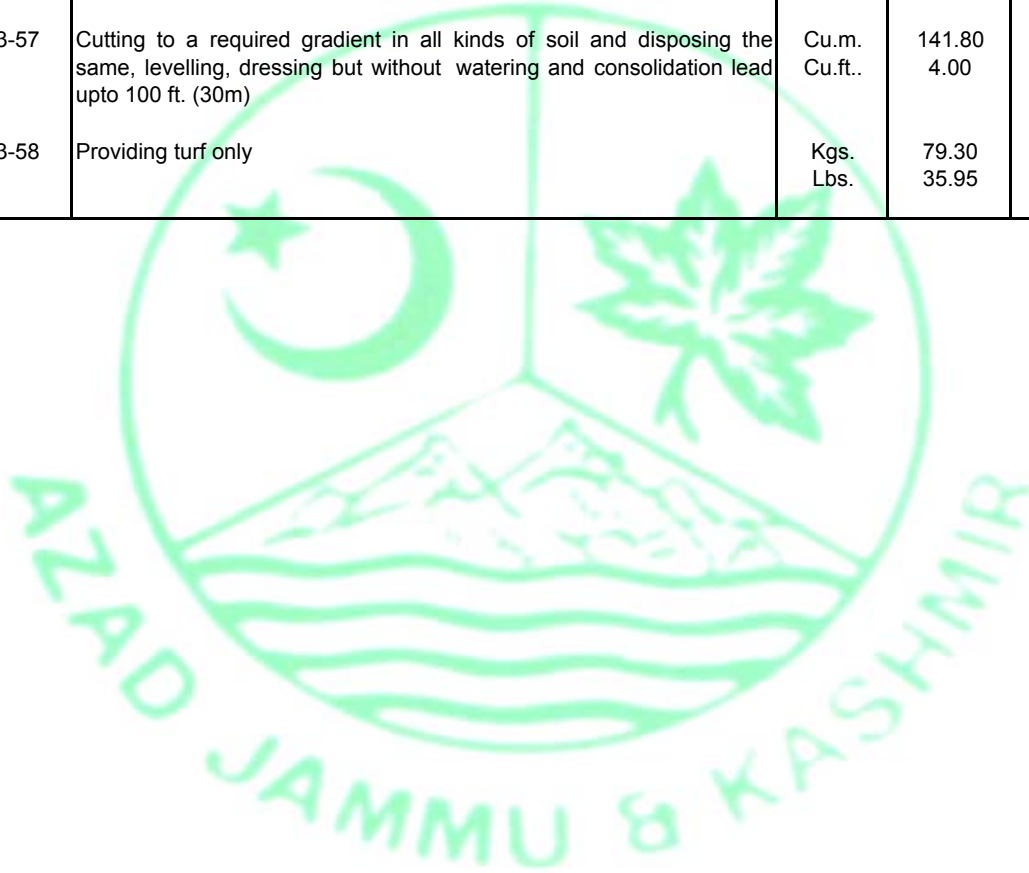 3-57 Cutting to a required gradient in all kinds of soil and disposing the Cu.m. 141.80
same, levelling, dressing but without watering and consolidation lead Cu.ft.. 4.00
upto 100 ft. (30m)
3-58 Providing turf only Kgs. 79.30
Lbs. 35.95
AZAD JAMMU & KASHMIR